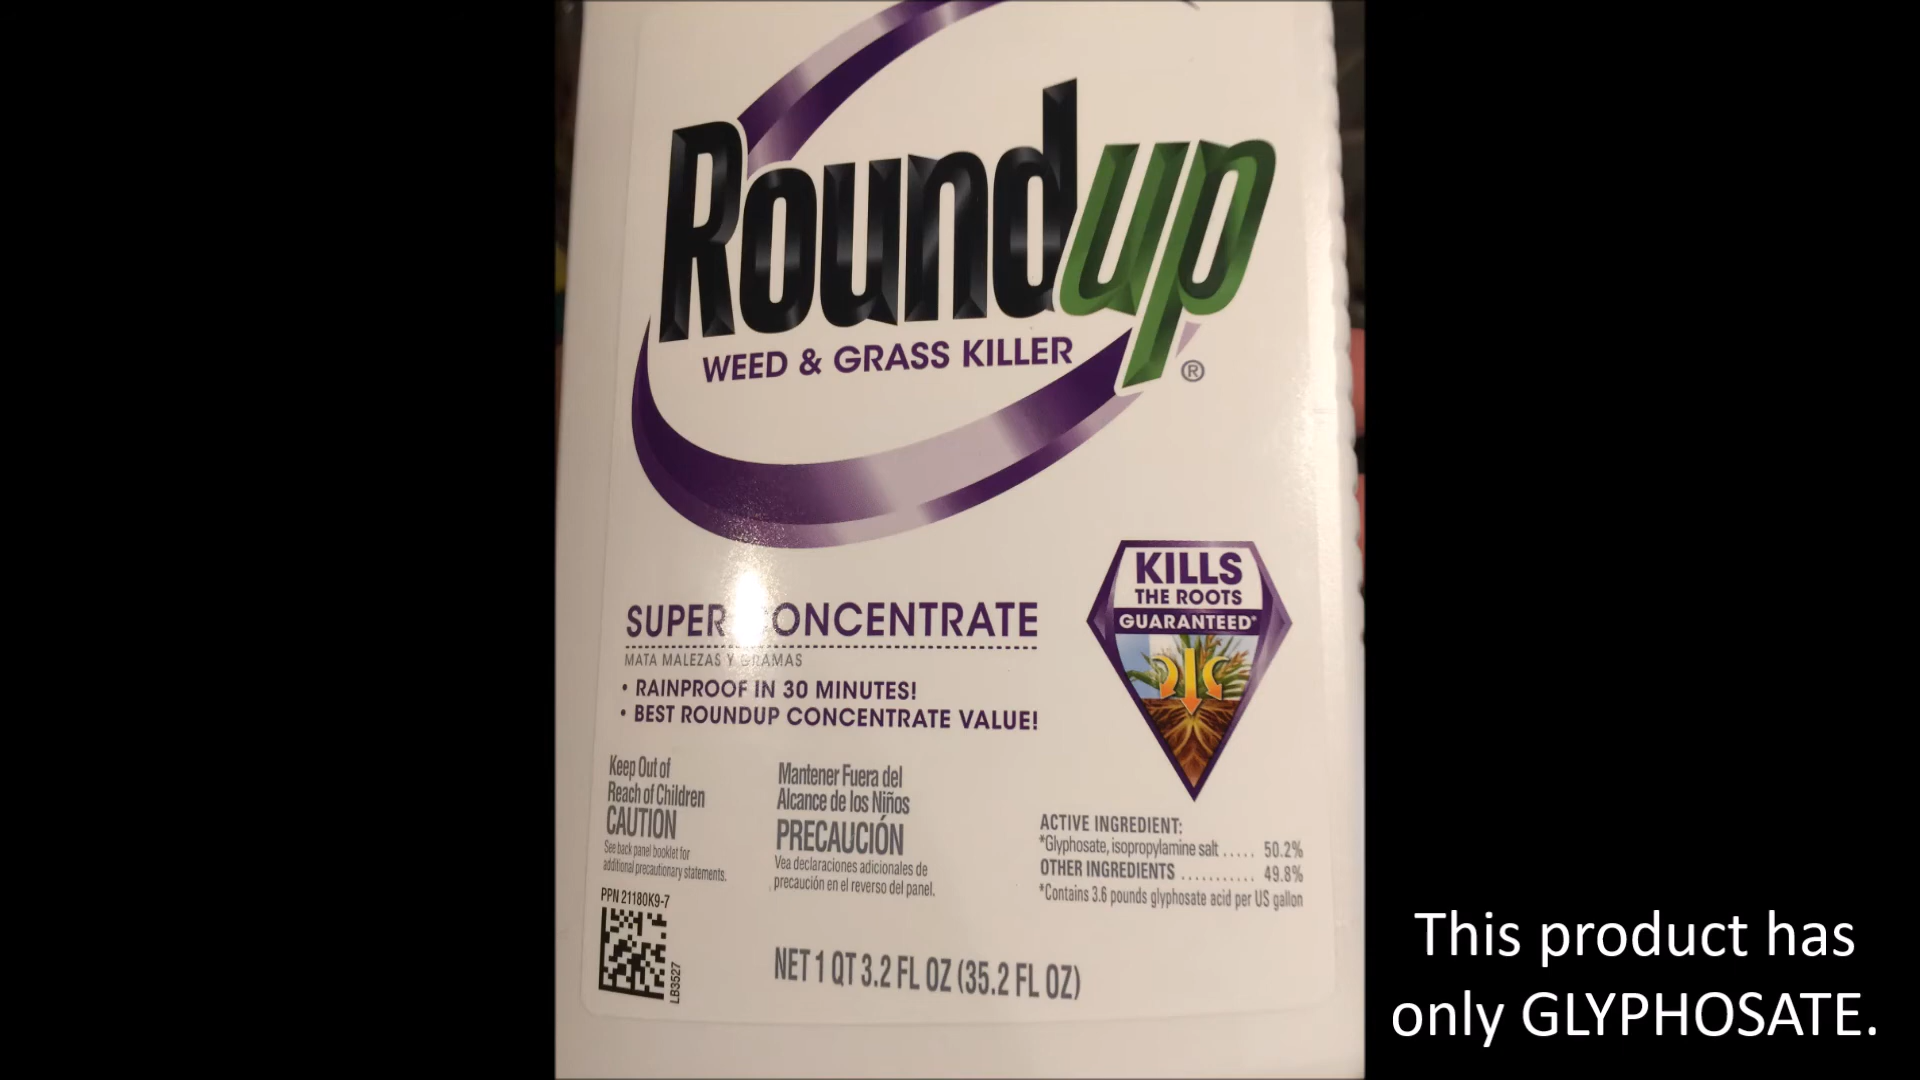 Roundup
WEED & GRASS KILLER
®
SUPER CONCENTRATE
MATA MALEZAS Y GRAMAS
• RAINPROOF IN 30 MINUTES!
• BEST ROUNDUP CONCENTRATE VALUE!
KILLS
THE ROOTS
GUARANTEED*
Keep Out of
Reach of Children
CAUTION
See back panel booklet for
additional precautionary statements.
Mantener Fuera del
Alcance de los Niños
PRECAUCIÓN
Vea declaraciones adicionales de
precaución en el reverso del panel.
ACTIVE INGREDIENT:
*Glyphosate, isopropylamine salt ..... 50.2%
OTHER INGREDIENTS ........... 49.8%
*Contains 3.6 pounds glyphosate acid per US gallon
PPN 21180K9-7
LB3527
NET 1 QT 3.2 FL OZ (35.2 FL OZ)
This product has
only GLYPHOSATE.